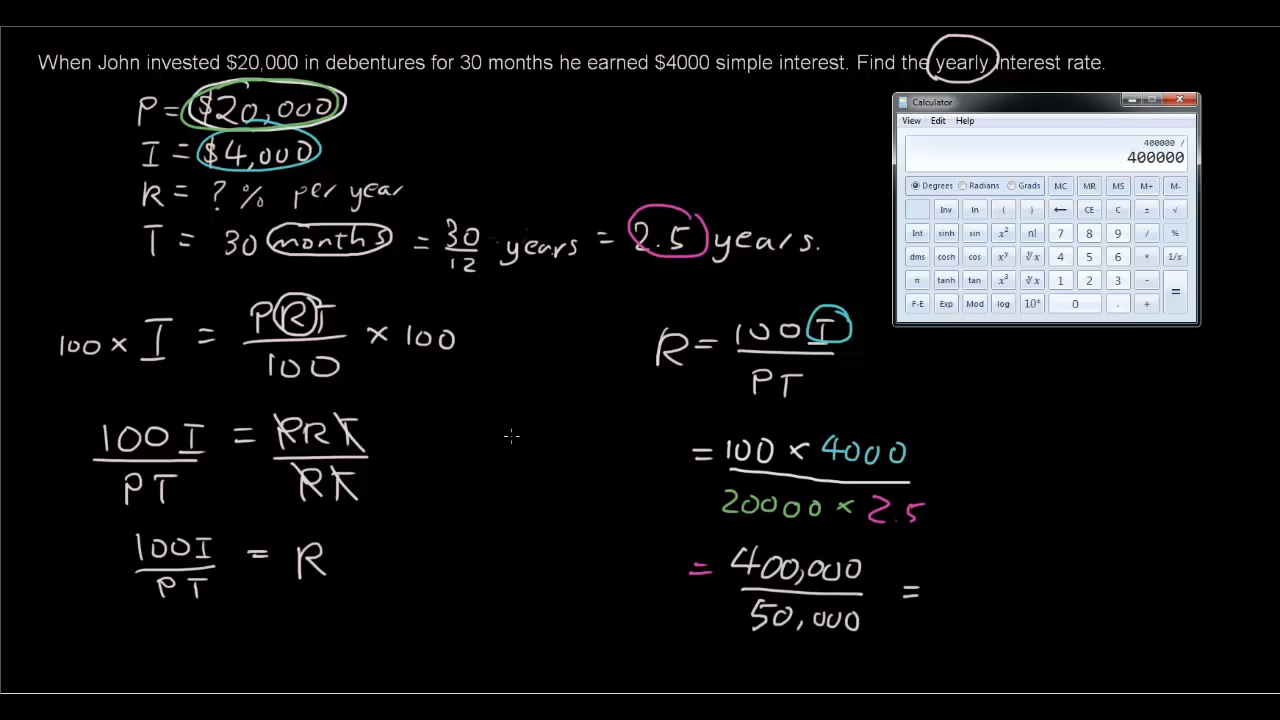 When John invested $20,000 in debentures for 30 months he earned $4000 simple interest. Find the yearly interest rate.
P = $20,000
I = $4,000
R = ? % per year
T = 30 months = 30/12 years = 2.5 years.
100 × I = PRT/100 × 100
100I/PT = PRT/PT
100I/PT = R
R = 100I/PT
= 100 × 4000
20000 × 2.5
= 400,000/50,000 =
Calculator
View Edit Help
400000 /
400000
Degrees Radians Grads MC MR MS M+ M-
Inv ln ( ) ← CE C ± √
Int sinh sin x² n! 7 8 9 / %
dms cosh cos xʸ ʸ√x 4 5 6 * 1/x
π tanh tan x³ ³√x 1 2 3 - =
F-E Exp Mod log 10ˣ 0 . +